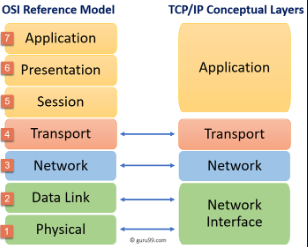 OSI Reference Model
TCP/IP Conceptual Layers
7 Application
6 Presentation
5 Session
Application
4 Transport
Transport
3 Network
Network
2 Data Link
1 Physical
Network
Interface
© guru99.com